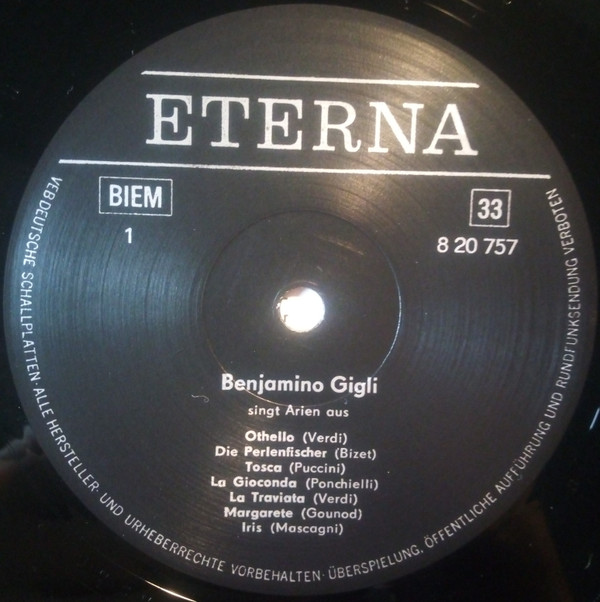 ETERNA
BIEM
33
1
8 20 757
Benjamino Gigli
singt Arien aus
Othello (Verdi)
Die Perlenfischer (Bizet)
Tosca (Puccini)
La Gioconda (Ponchielli)
La Traviata (Verdi)
Margarete (Gounod)
Iris (Mascagni)
VEB DEUTSCHE SCHALLPLATTEN · ALLE HERSTELLER- UND URHEBERRECHTE VORBEHALTEN · ÜBERSPIELUNG, ÖFFENTLICHE AUFFÜHRUNG UND RUNDFUNKSENDUNG VERBOTEN